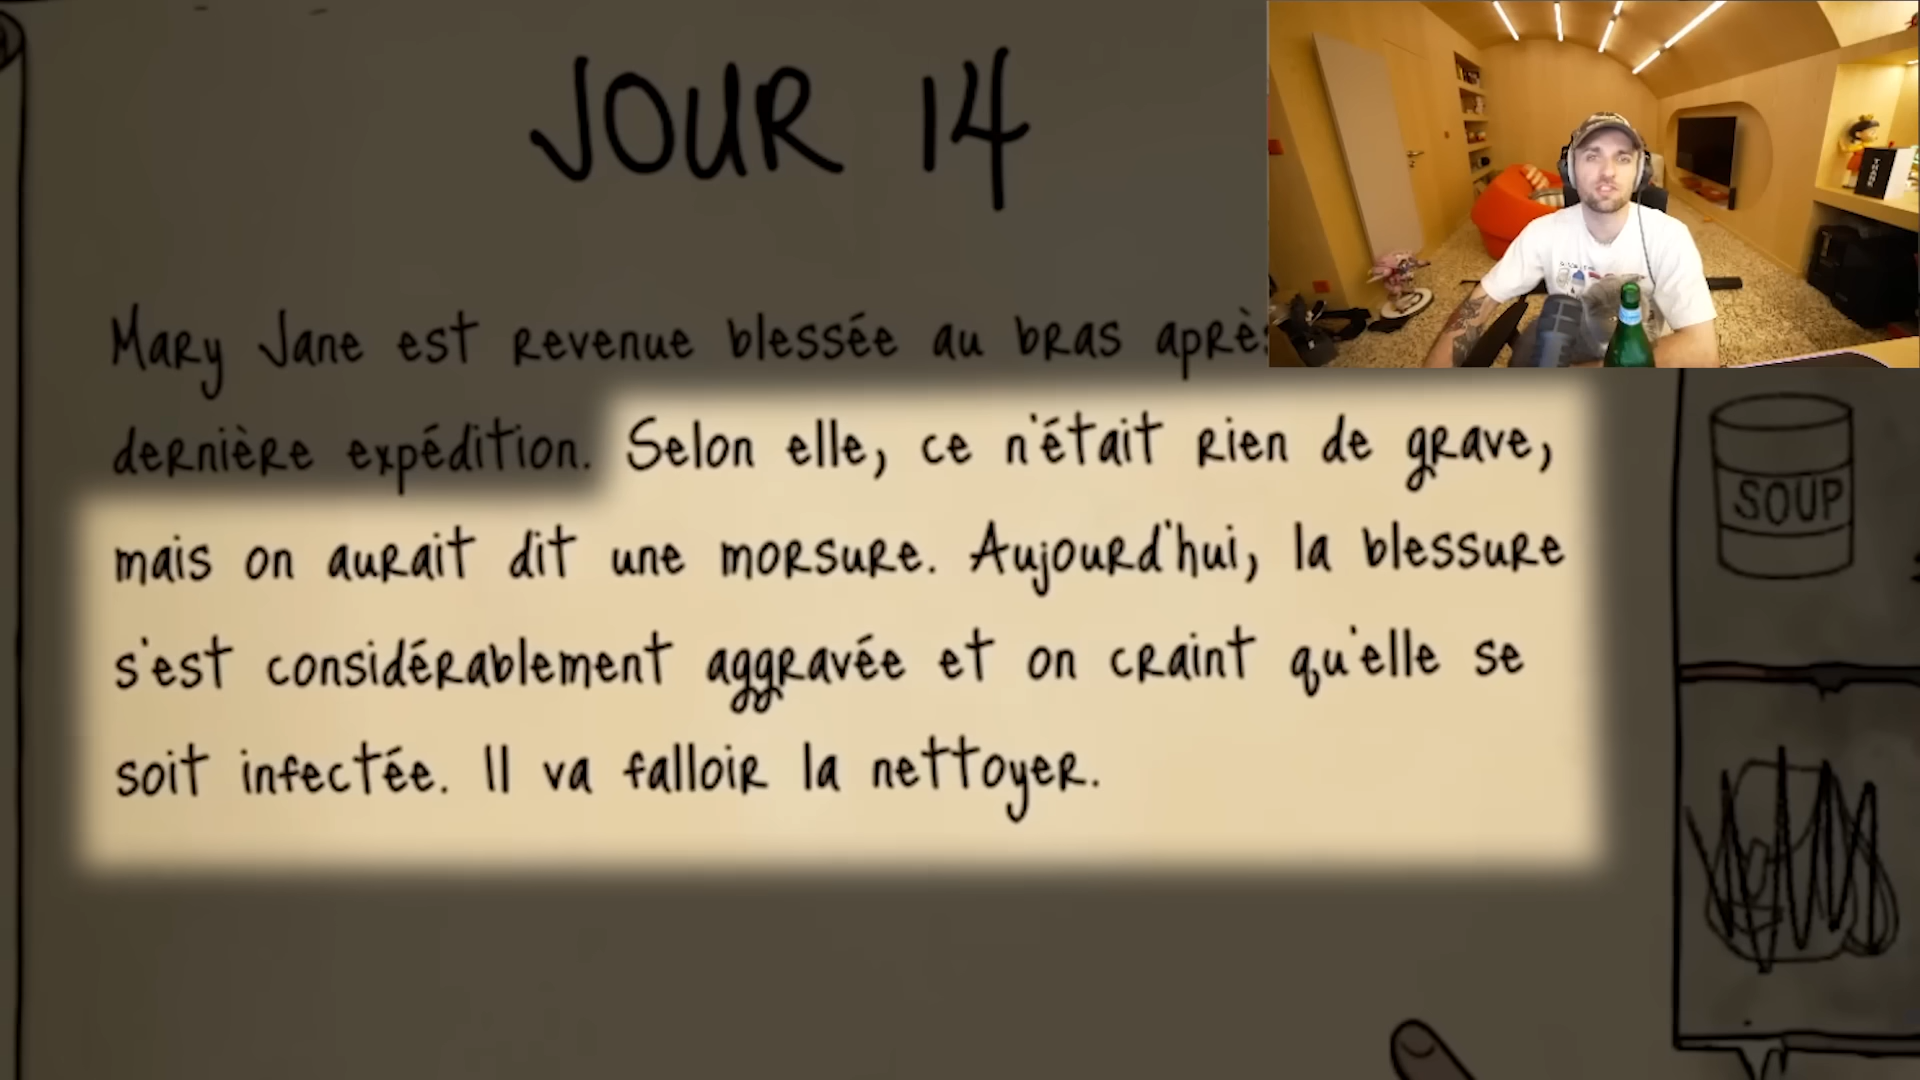 JOUR 14
Mary Jane est revenue blessée au bras
dernière expédition. Selon elle, ce n'était rien de grave,
mais on aurait dit une morsure. Aujourd'hui, la blessure
s'est considérablement aggravée et on craint qu'elle se
soit infectée. Il va falloir la nettoyer.
SOUP